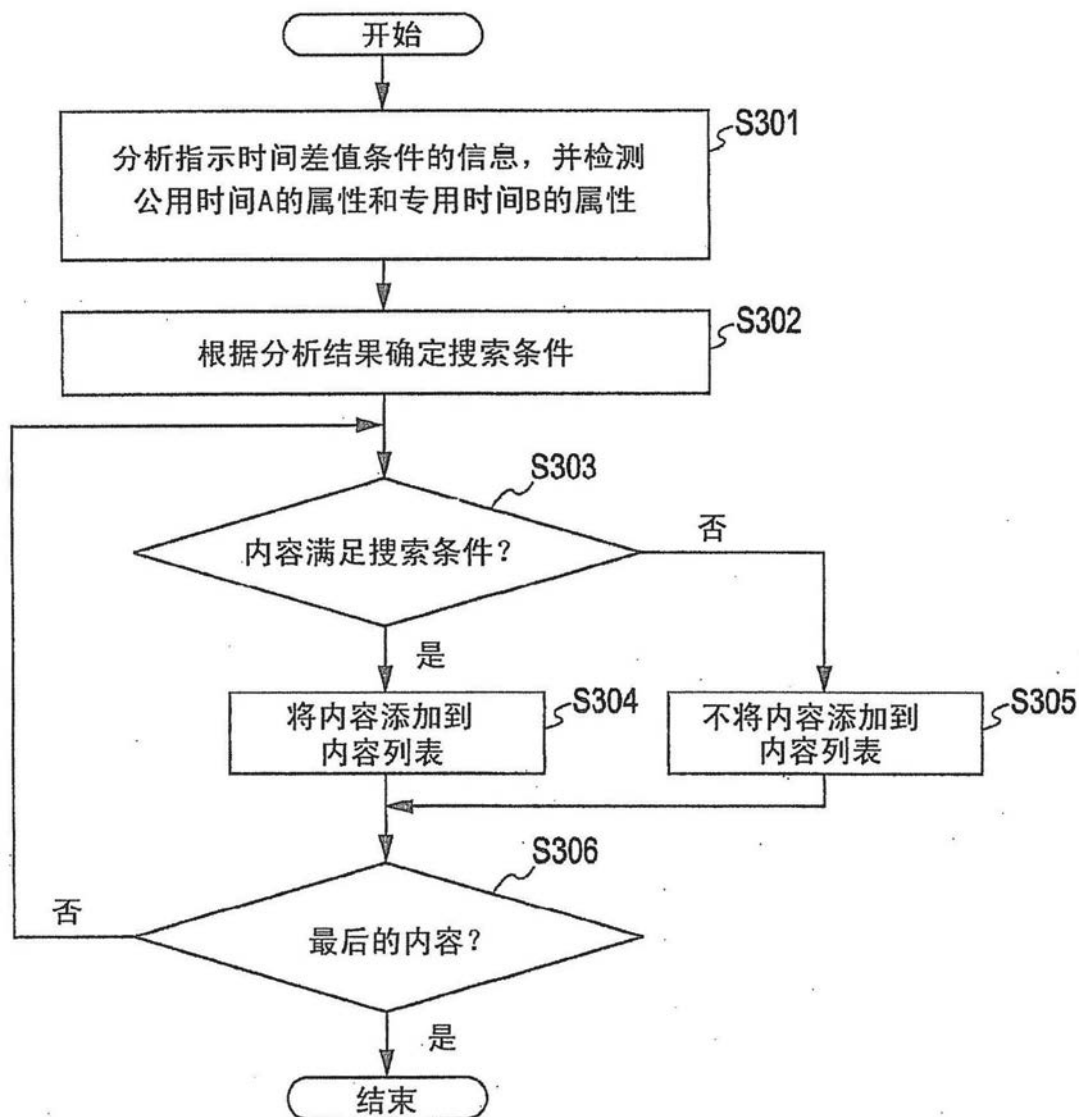 开始
S301
分析指示时间差值条件的信息，并检测
公用时间A的属性和专用时间B的属性
S302
根据分析结果确定搜索条件
S303
内容满足搜索条件？
否
是
S304
将内容添加到
内容列表
S305
不将内容添加到
内容列表
S306
否
最后的内容？
是
结束